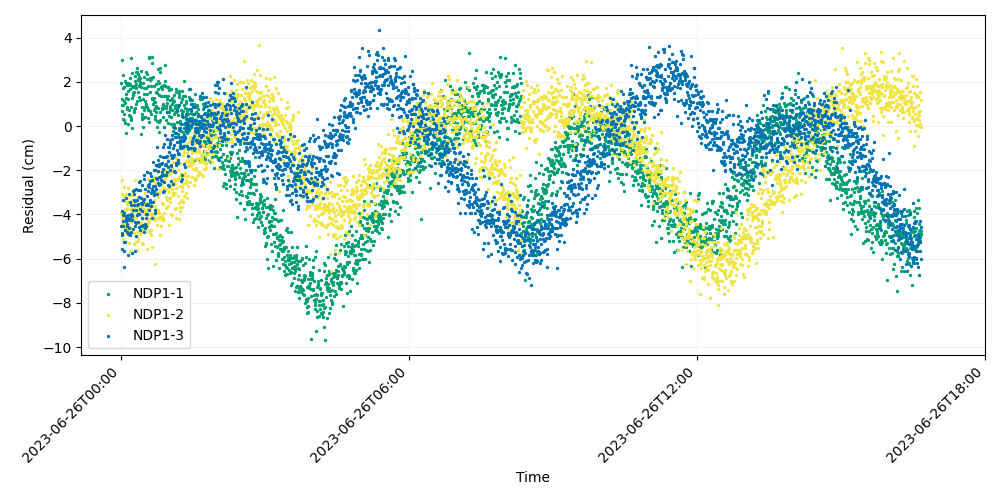 4
2
0
−2
−4
−6
−8
−10
Residual (cm)
NDP1-1
NDP1-2
NDP1-3
2023-06-26T00:00
2023-06-26T06:00
2023-06-26T12:00
2023-06-26T18:00
Time